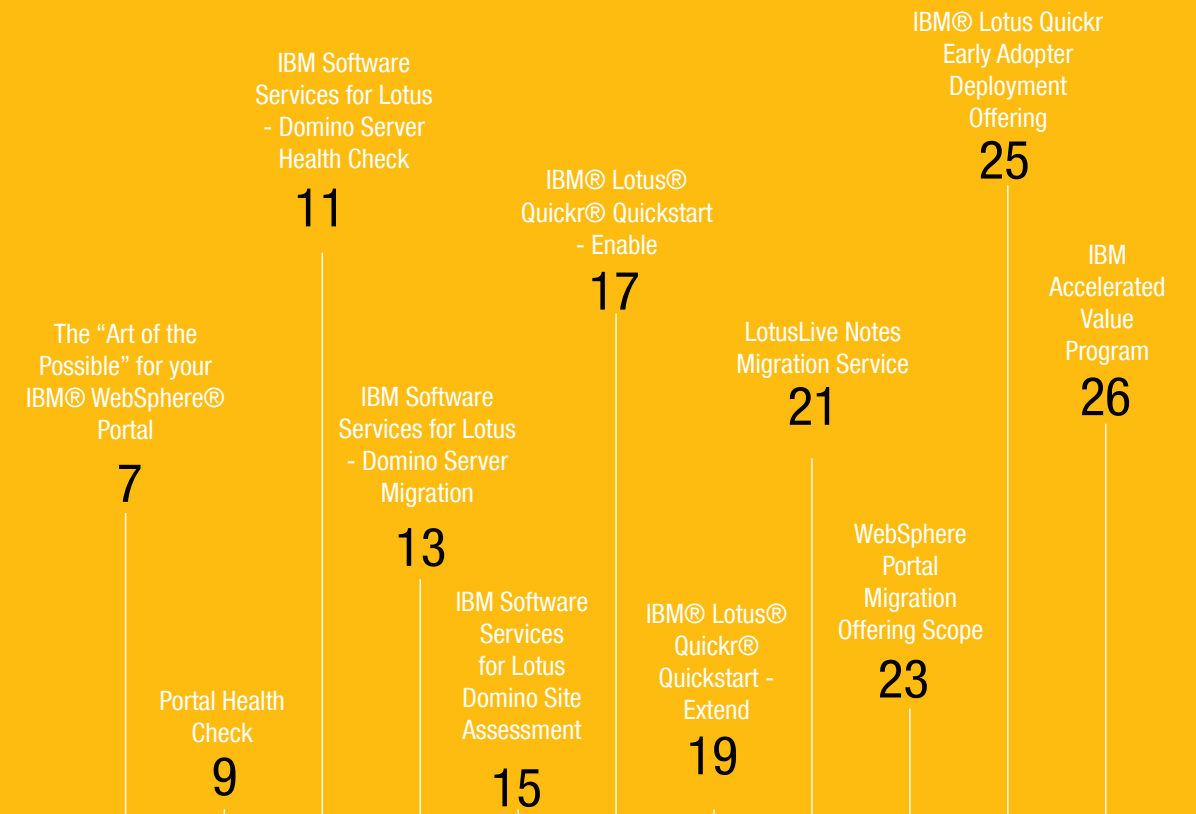 The “Art of the
Possible” for your
IBM® WebSphere®
Portal
7
Portal Health
Check
9
IBM Software
Services for Lotus
- Domino Server
Health Check
11
IBM Software
Services for Lotus
- Domino Server
Migration
13
IBM Software
Services
for Lotus
Domino Site
Assessment
15
IBM® Lotus®
Quickr® Quickstart
- Enable
17
IBM® Lotus®
Quickr®
Quickstart -
Extend
19
LotusLive Notes
Migration Service
21
WebSphere
Portal
Migration
Offering Scope
23
IBM® Lotus Quickr
Early Adopter
Deployment
Offering
25
IBM
Accelerated
Value
Program
26